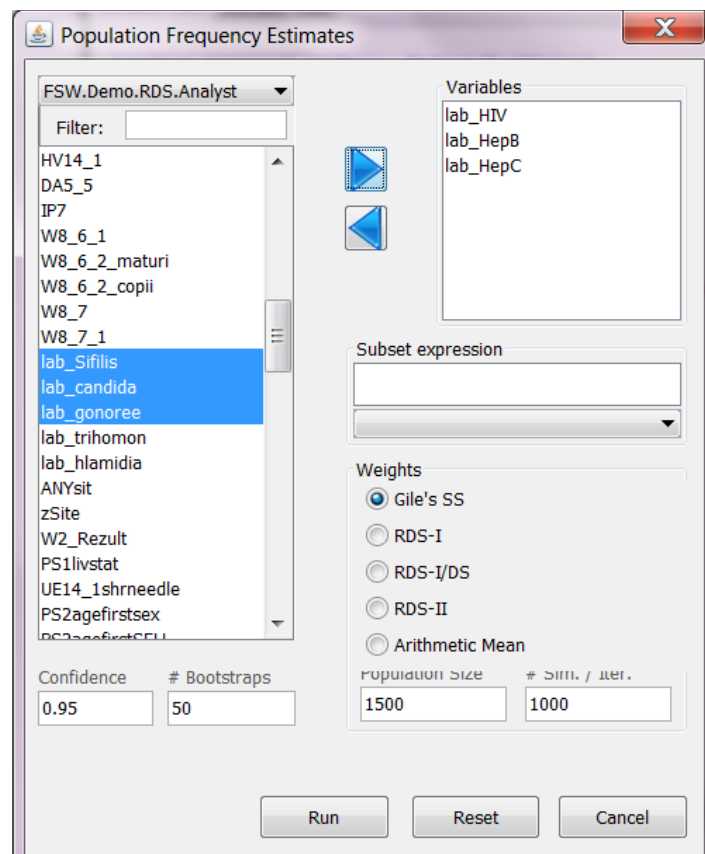 Population Frequency Estimates
FSW.Demo.RDS.Analyst
Filter:
HV14_1
DA5_5
IP7
W8_6_1
W8_6_2_maturi
W8_6_2_copii
W8_7
W8_7_1
lab_Sifilis
lab_candida
lab_gonoree
lab_trihomon
lab_hlamidia
ANYsit
zSite
W2_Rezult
PS1livstat
UE14_1shrneedle
PS2agefirstsex
Confidence
# Bootstraps
0.95
50
Variables
lab_HIV
lab_HepB
lab_HepC
Subset expression
Weights
Gile's SS
RDS-I
RDS-I/DS
RDS-II
Arithmetic Mean
Population Size
# Sim. / Iter.
1500
1000
Run
Reset
Cancel